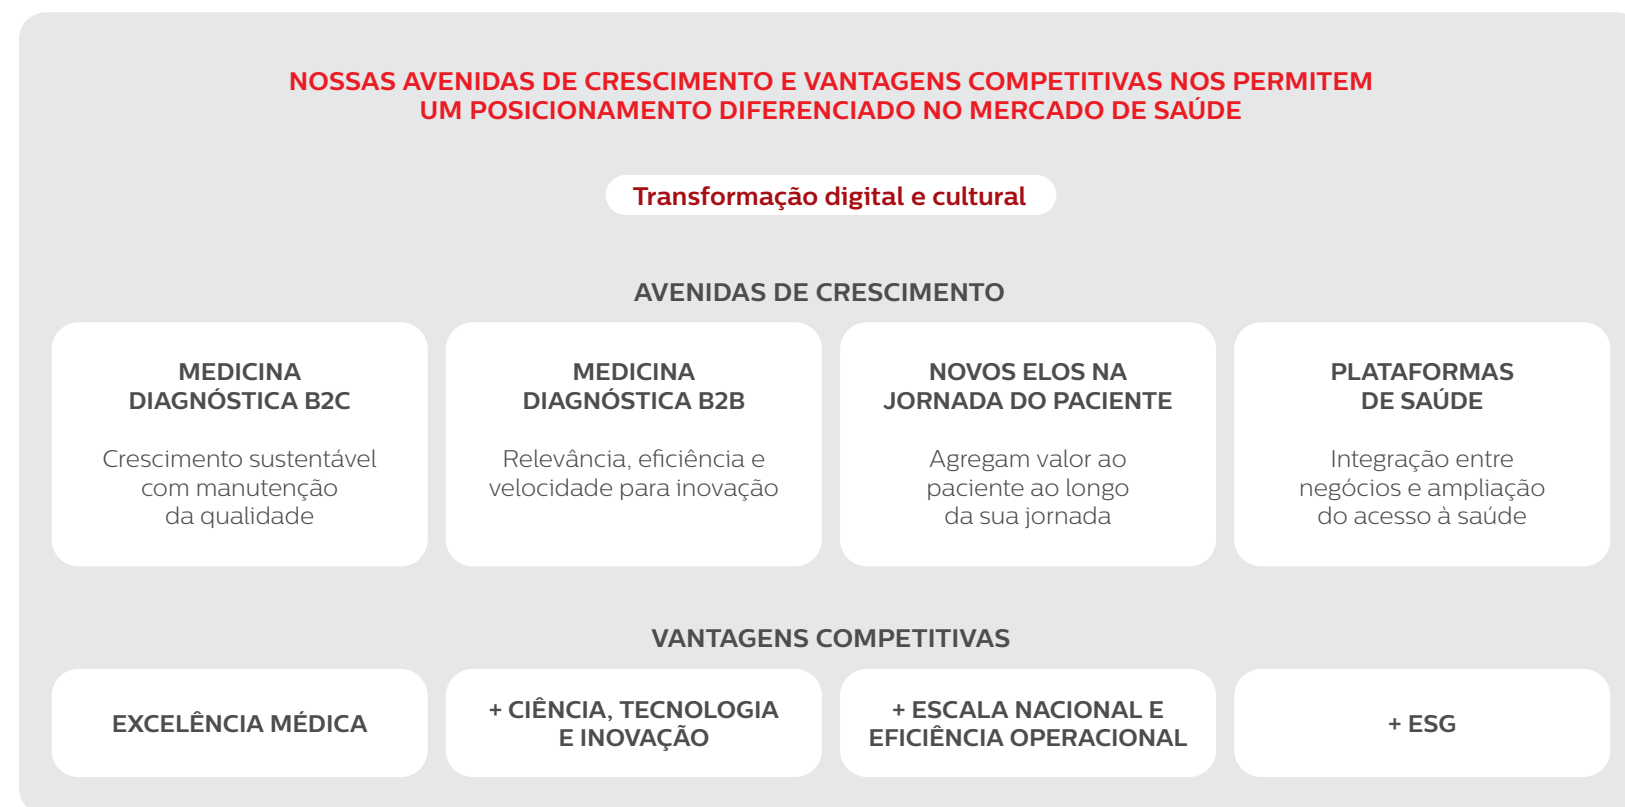 NOSSAS AVENIDAS DE CRESCIMENTO E VANTAGENS COMPETITIVAS NOS PERMITEM
UM POSICIONAMENTO DIFERENCIADO NO MERCADO DE SAÚDE
Transformação digital e cultural
AVENIDAS DE CRESCIMENTO
MEDICINA
DIAGNÓSTICA B2C
Crescimento sustentável
com manutenção
da qualidade
MEDICINA
DIAGNÓSTICA B2B
Relevância, eficiência e
velocidade para inovação
NOVOS ELOS NA
JORNADA DO PACIENTE
Agregam valor ao
paciente ao longo
da sua jornada
PLATAFORMAS
DE SAÚDE
Integração entre
negócios e ampliação
do acesso à saúde
VANTAGENS COMPETITIVAS
EXCELÊNCIA MÉDICA
+ CIÊNCIA, TECNOLOGIA
E INOVAÇÃO
+ ESCALA NACIONAL E
EFICIÊNCIA OPERACIONAL
+ ESG